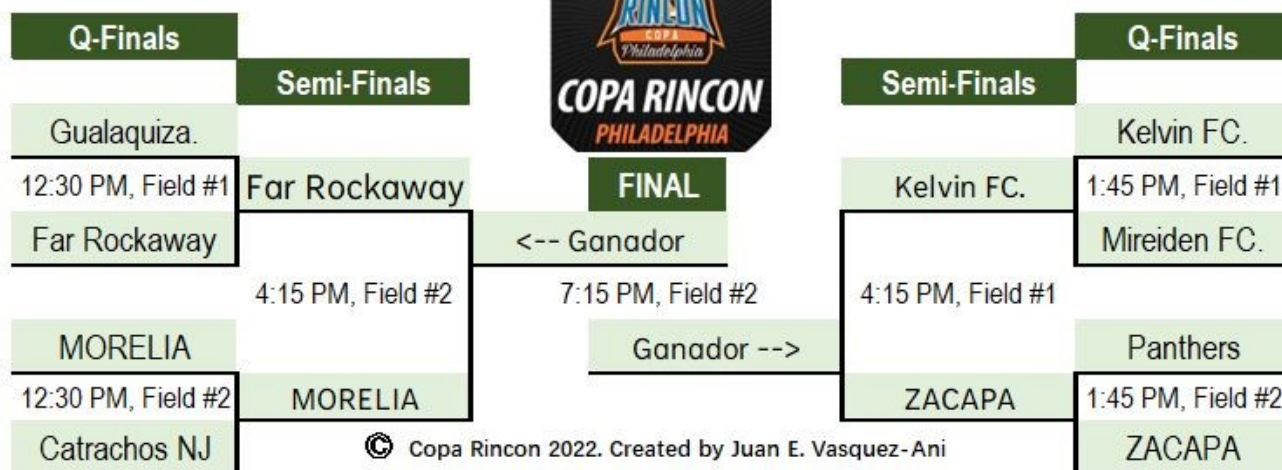 RINCON
COPA
Philadelphia
COPA RINCON
PHILADELPHIA
Q-Finals
Semi-Finals
Gualaquiza.
12:30 PM, Field #1
Far Rockaway
Far Rockaway
4:15 PM, Field #2
MORELIA
12:30 PM, Field #2
MORELIA
Catrachos NJ
FINAL
<-- Ganador
7:15 PM, Field #2
Ganador -->
Semi-Finals
Q-Finals
Kelvin FC.
Kelvin FC.
1:45 PM, Field #1
Mireiden FC.
4:15 PM, Field #1
Panthers
ZACAPA
1:45 PM, Field #2
ZACAPA
© Copa Rincon 2022. Created by Juan E. Vasquez-Ani